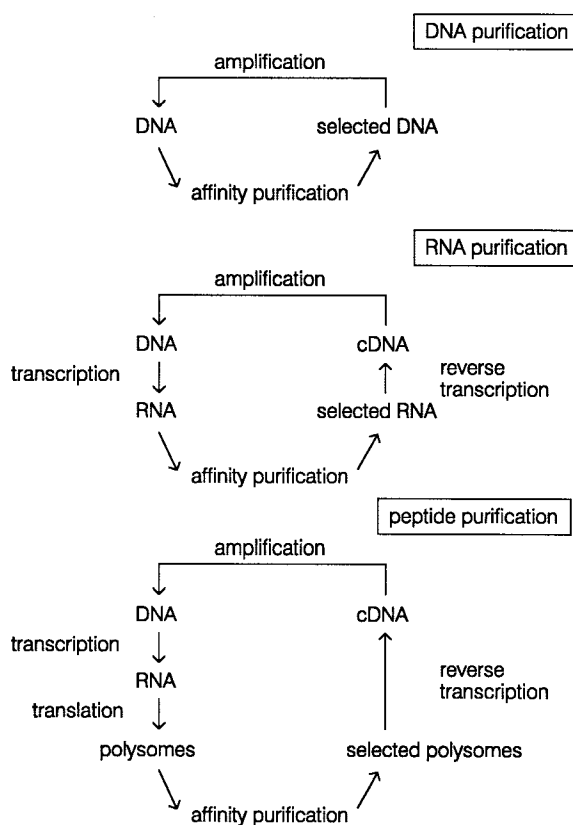 DNA purification
amplification
DNA
selected DNA
affinity purification
RNA purification
amplification
DNA
cDNA
transcription
reverse
transcription
RNA
selected RNA
affinity purification
peptide purification
amplification
DNA
cDNA
transcription
RNA
reverse
transcription
translation
polysomes
selected polysomes
affinity purification